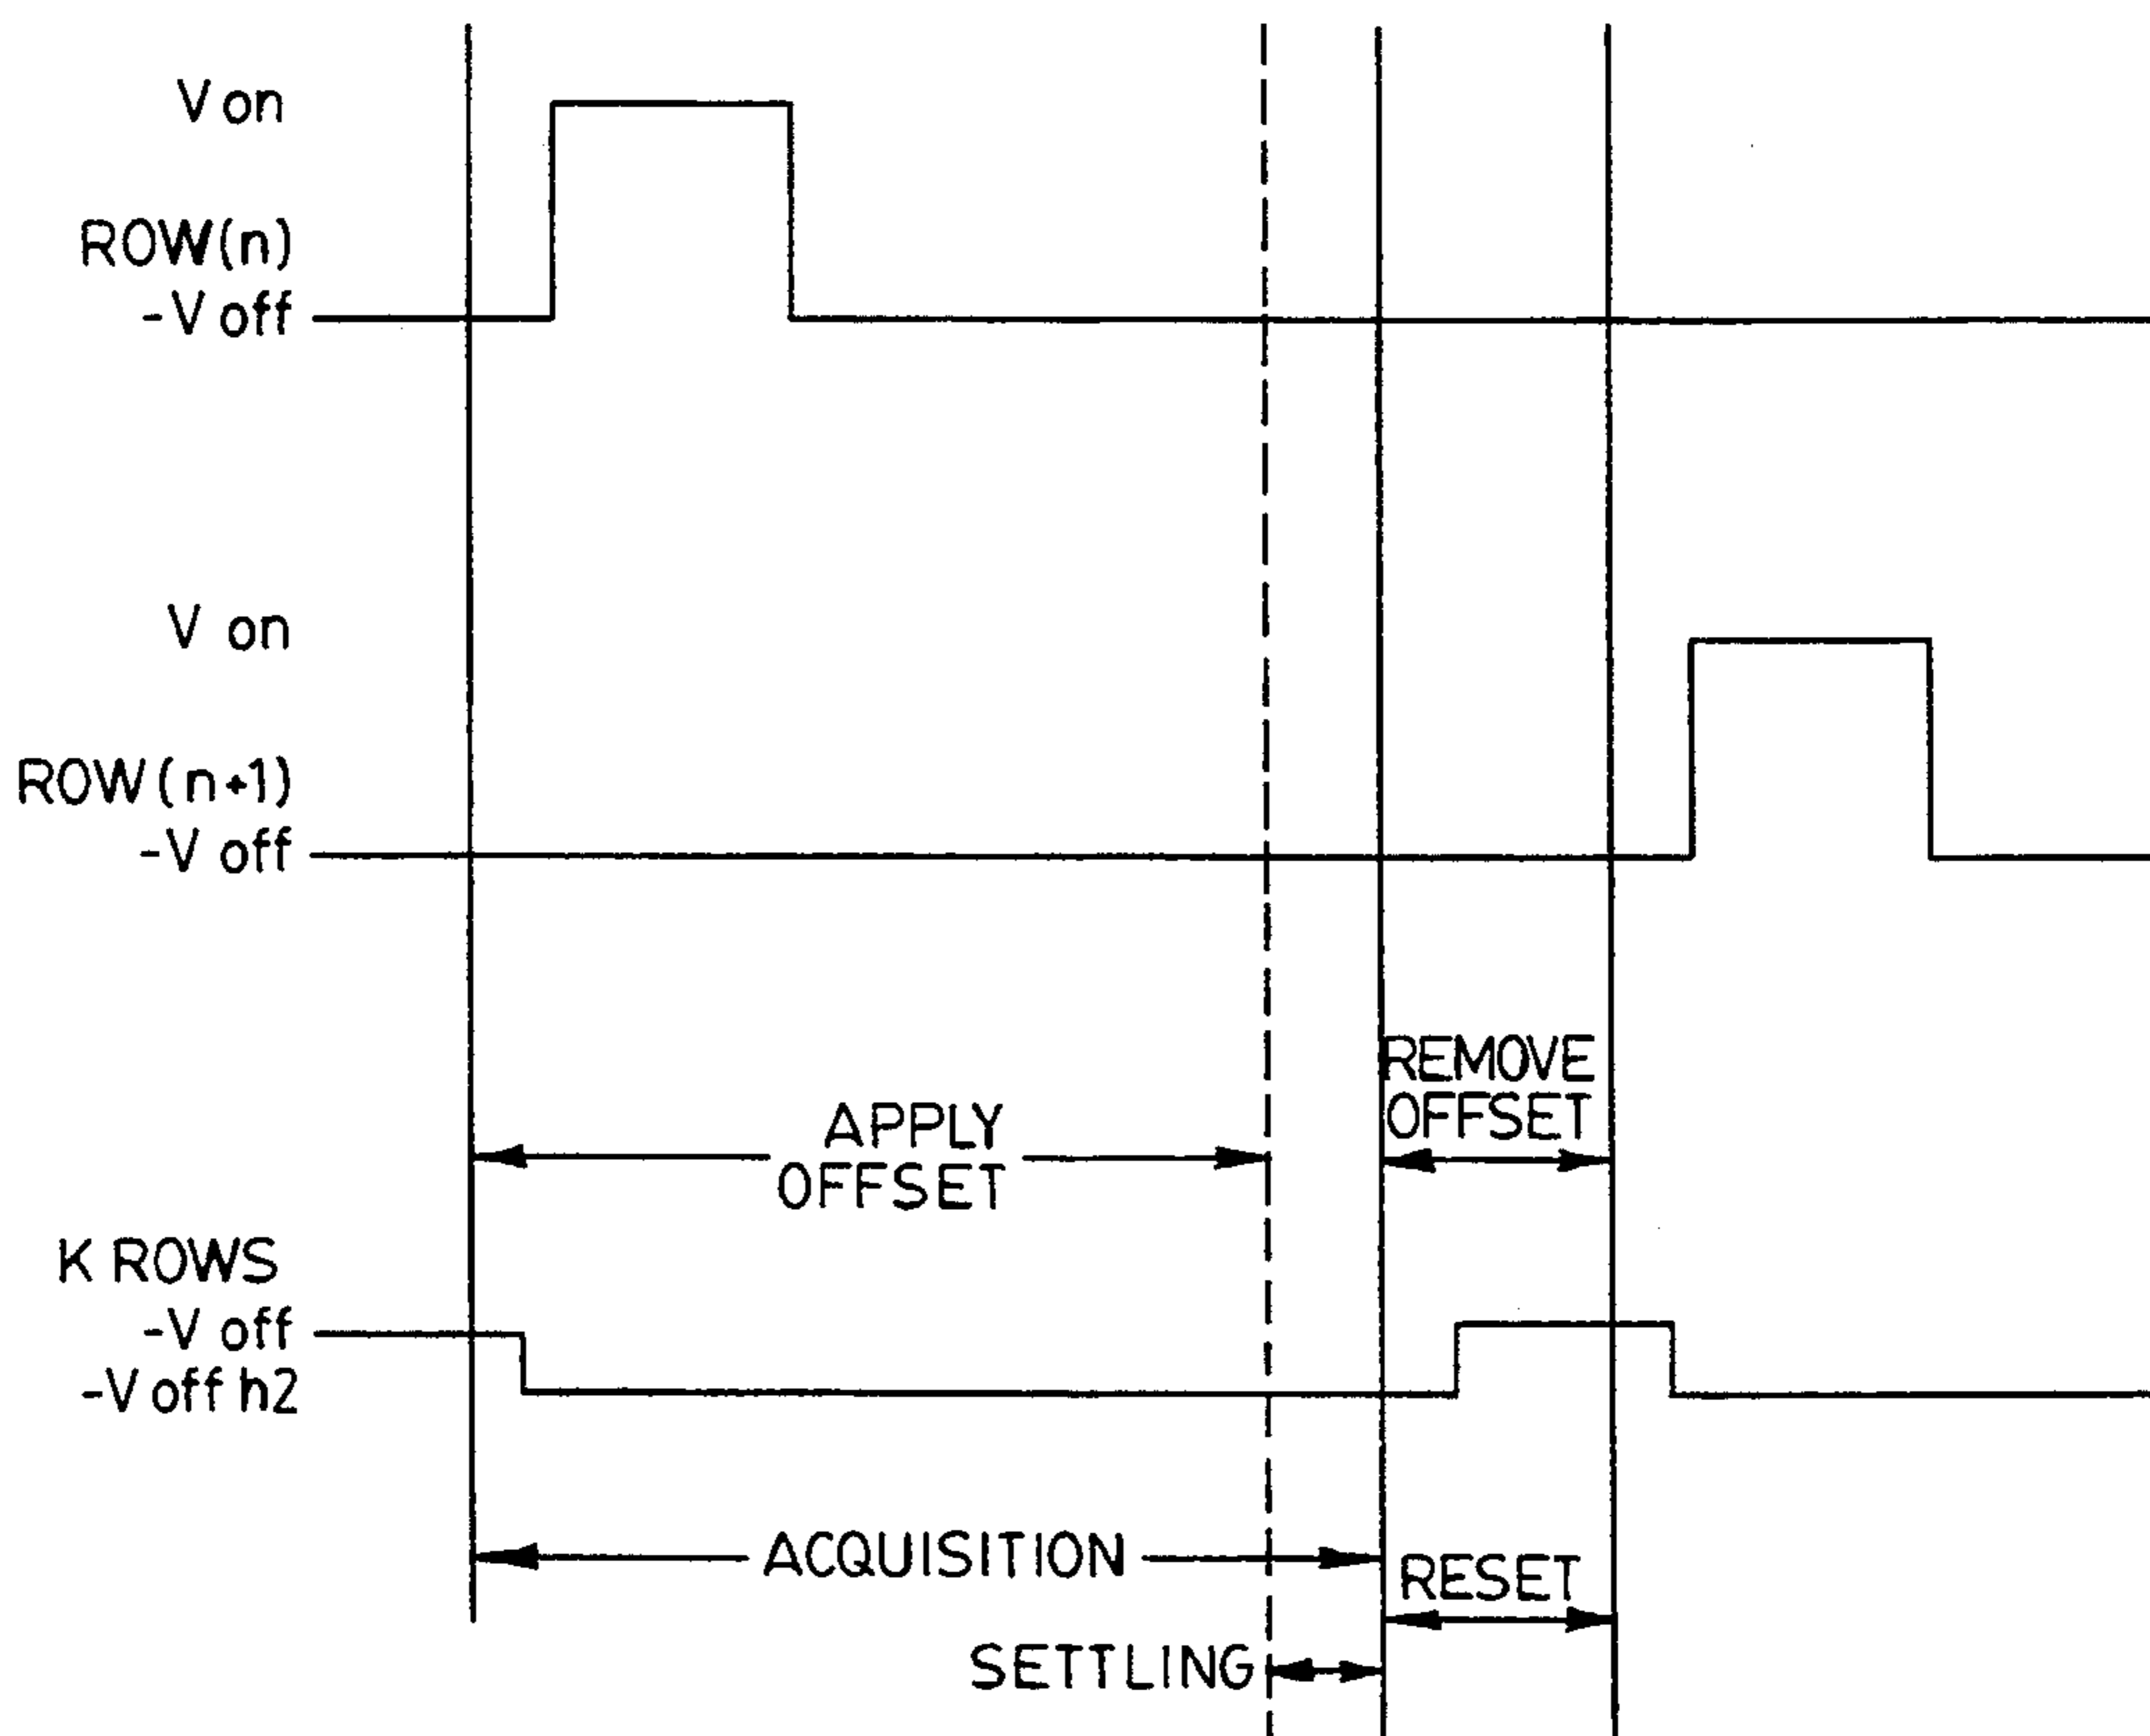 V on
ROW(n)
-V off
V on
ROW(n+1)
-V off
REMOVE
OFFSET
APPLY
OFFSET
K ROWS
-V off
-V off h2
ACQUISITION
RESET
SETTLING